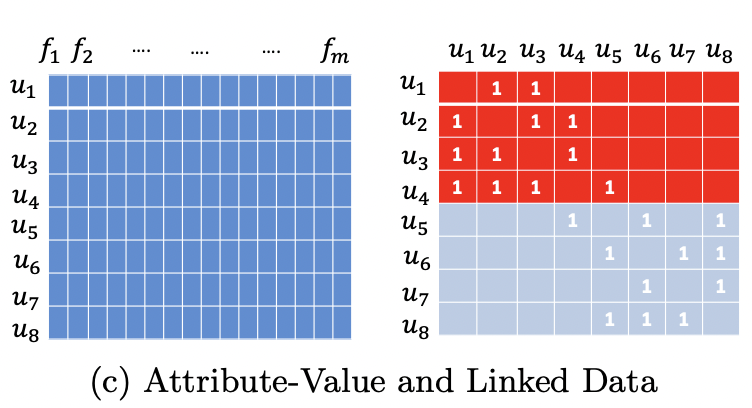 f₁ f₂ .... .... .... fₘ
u₁
u₂
u₃
u₄
u₅
u₆
u₇
u₈
u₁ u₂ u₃ u₄ u₅ u₆ u₇ u₈
u₁ 1 1
u₂ 1 1 1
u₃ 1 1 1
u₄ 1 1 1 1
u₅ 1 1 1
u₆ 1 1 1
u₇ 1 1
u₈ 1 1 1
(c) Attribute-Value and Linked Data